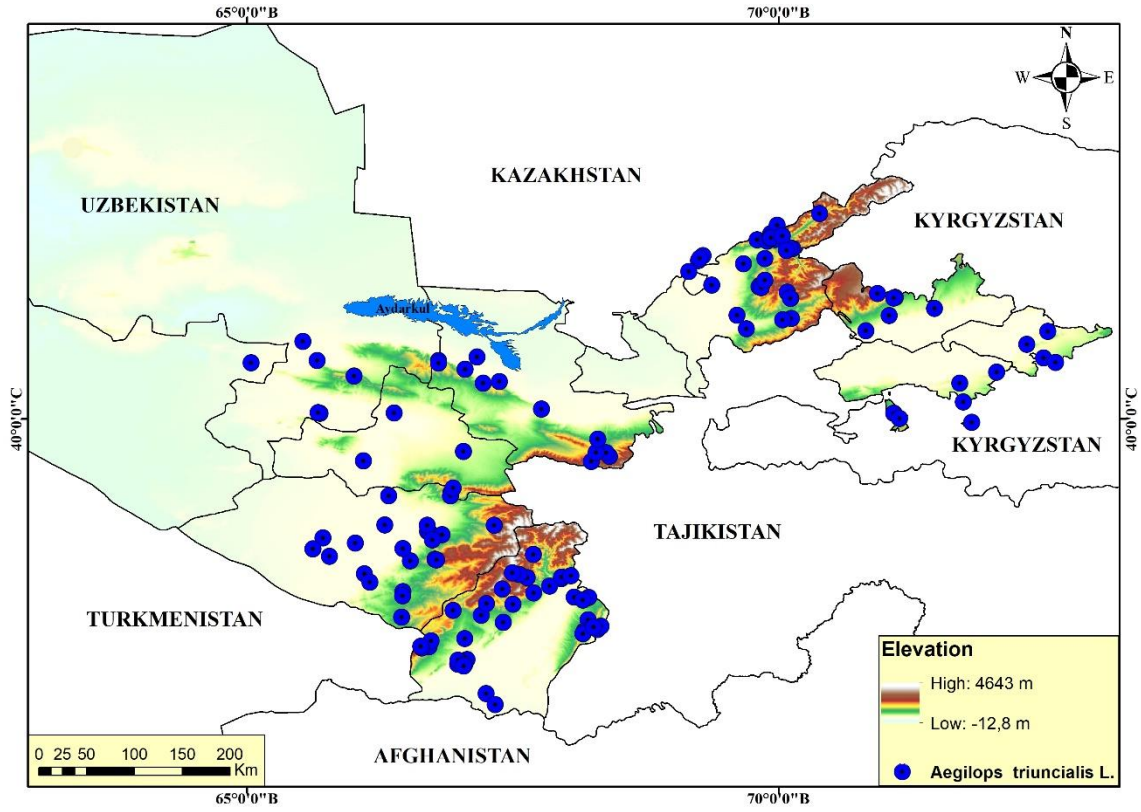 65°0'0"B 70°0'0"B
N
W E
S
KAZAKHSTAN
UZBEKISTAN
KYRGYZSTAN
Aydarkul
40°0'0"C 40°0'0"C
KYRGYZSTAN
TAJIKISTAN
TURKMENISTAN
Elevation
High: 4643 m
Low: -12,8 m
AFGHANISTAN
0 25 50 100 150 200
Km
Aegilops triuncialis L.
65°0'0"B 70°0'0"B